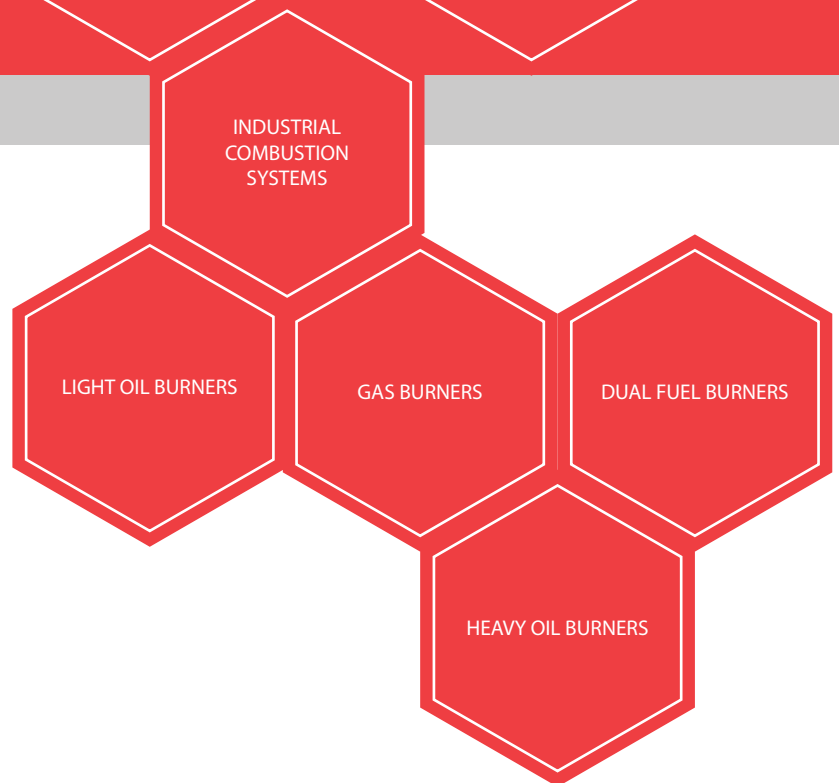 INDUSTRIAL
COMBUSTION
SYSTEMS
LIGHT OIL BURNERS
GAS BURNERS
DUAL FUEL BURNERS
HEAVY OIL BURNERS